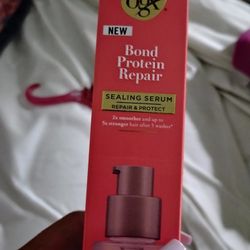 ogx
NEW
Bond
Protein
Repair
SEALING SERUM
REPAIR & PROTECT
2x smoother and up to
5x stronger hair after 5 washes*